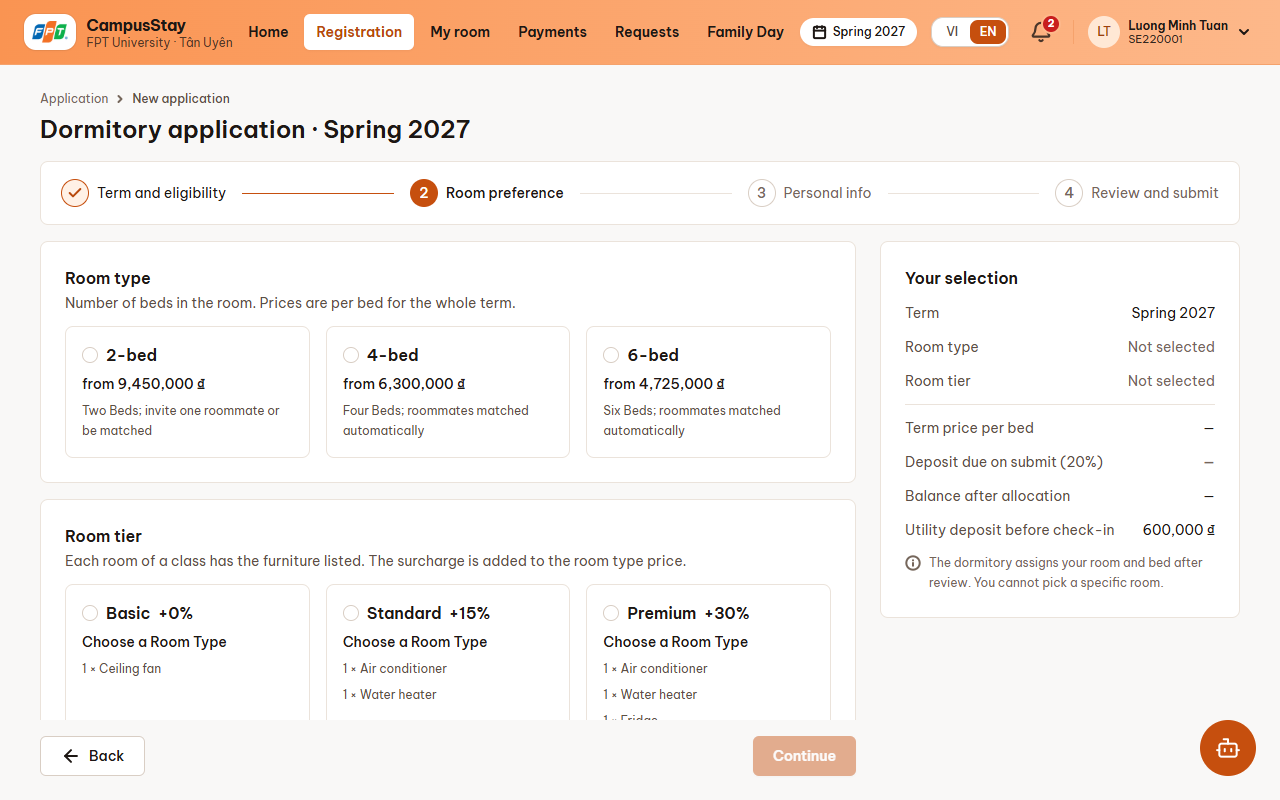 FPT
CampusStay
FPT University · Tân Uyên
Home
Registration
My room
Payments
Requests
Family Day
Spring 2027
VI
EN
2
LT
Luong Minh Tuan
SE220001
Application
New application
Dormitory application · Spring 2027
Term and eligibility
2
Room preference
3
Personal info
4
Review and submit
Room type
Number of beds in the room. Prices are per bed for the whole term.
2-bed
from 9,450,000 ₫
Two Beds; invite one roommate or
be matched
4-bed
from 6,300,000 ₫
Four Beds; roommates matched
automatically
6-bed
from 4,725,000 ₫
Six Beds; roommates matched
automatically
Room tier
Each room of a class has the furniture listed. The surcharge is added to the room type price.
Basic +0%
Choose a Room Type
1 × Ceiling fan
Standard +15%
Choose a Room Type
1 × Air conditioner
1 × Water heater
Premium +30%
Choose a Room Type
1 × Air conditioner
1 × Water heater
1 × Fridge
Your selection
Term
Spring 2027
Room type
Not selected
Room tier
Not selected
Term price per bed
–
Deposit due on submit (20%)
–
Balance after allocation
–
Utility deposit before check-in
600,000 ₫
The dormitory assigns your room and bed after
review. You cannot pick a specific room.
Back
Continue